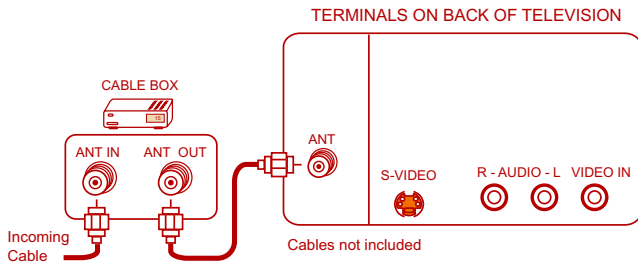 TERMINALS ON BACK OF TELEVISION
CABLE BOX
15
ANT IN
ANT OUT
ANT
S-VIDEO
R - AUDIO - L
VIDEO IN
Incoming
Cable
Cables not included